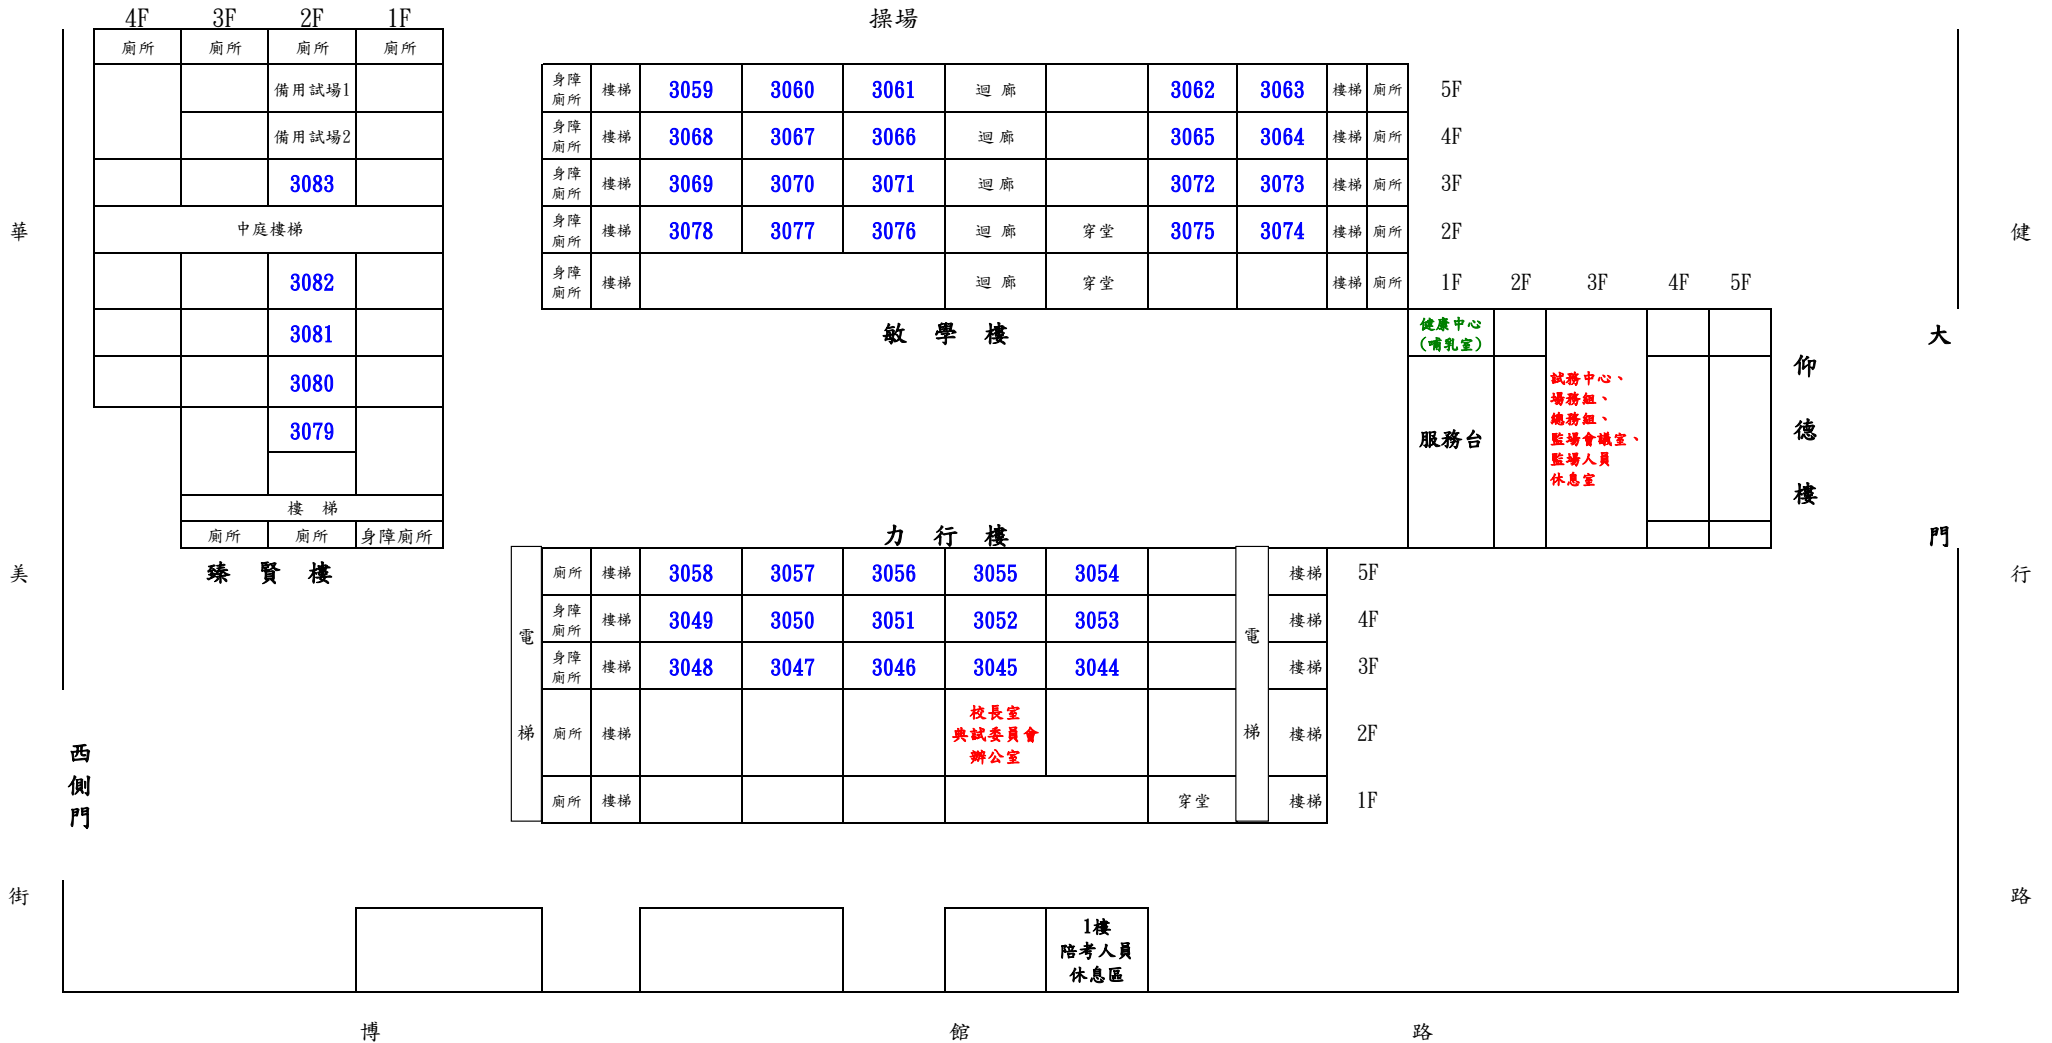 操場
4F 3F 2F 1F
廁所 廁所 廁所 廁所
備用試場1
備用試場2
3083
中庭樓梯
3082
3081
3080
3079
樓 梯
廁所 廁所 身障廁所
臻 賢 樓
身障廁所 樓梯 3059 3060 3061 迴 廊 3062 3063 樓梯 廁所 5F
身障廁所 樓梯 3068 3067 3066 迴 廊 3065 3064 樓梯 廁所 4F
身障廁所 樓梯 3069 3070 3071 迴 廊 3072 3073 樓梯 廁所 3F
身障廁所 樓梯 3078 3077 3076 迴 廊 穿堂 3075 3074 樓梯 廁所 2F
身障廁所 樓梯 迴 廊 穿堂 樓梯 廁所 1F 2F 3F 4F 5F
敏 學 樓
健康中心
(哺乳室)
服務台
試務中心、
場務組、
總務組、
監場會議室、
監場人員
休息室
仰 德 樓
大 門
力 行 樓
電 梯
廁所 樓梯 3058 3057 3056 3055 3054 樓梯 5F
身障廁所 樓梯 3049 3050 3051 3052 3053 樓梯 4F
身障廁所 樓梯 3048 3047 3046 3045 3044 樓梯 3F
廁所 樓梯 樓梯 2F
校長室
典試委員會
辦公室
廁所 樓梯 穿堂 樓梯 1F
電 梯
西側門
1樓
陪考人員
休息區
華 美 街
健 行 路
博 館 路